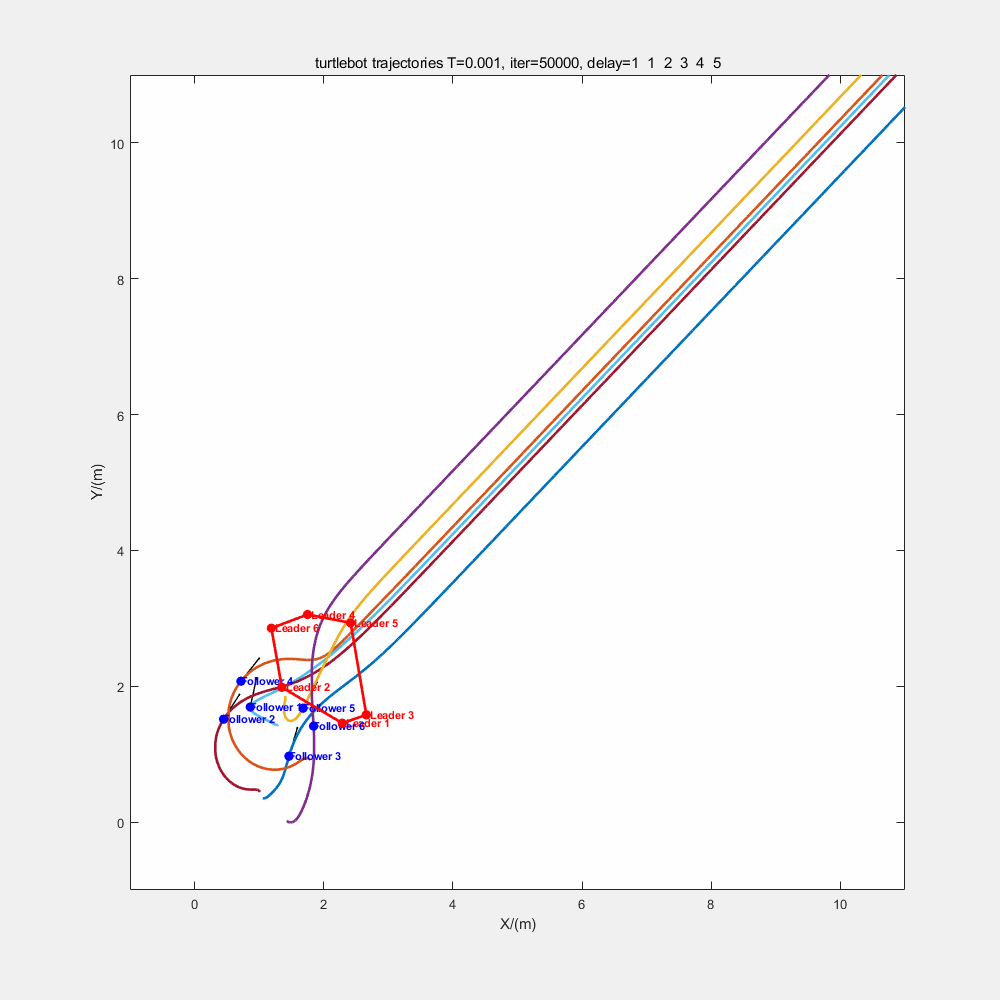 turtlebot trajectories T=0.001, iter=50000, delay=1 1 2 3 4 5
10
8
6
4
2
0
Y/(m)
Leader 4
Leader 6
Leader 5
Follower 4
Leader 2
Follower 1
Follower 5
Follower 2
Leader 3
Leader 1
Follower 6
Follower 3
0 2 4 6 8 10
X/(m)